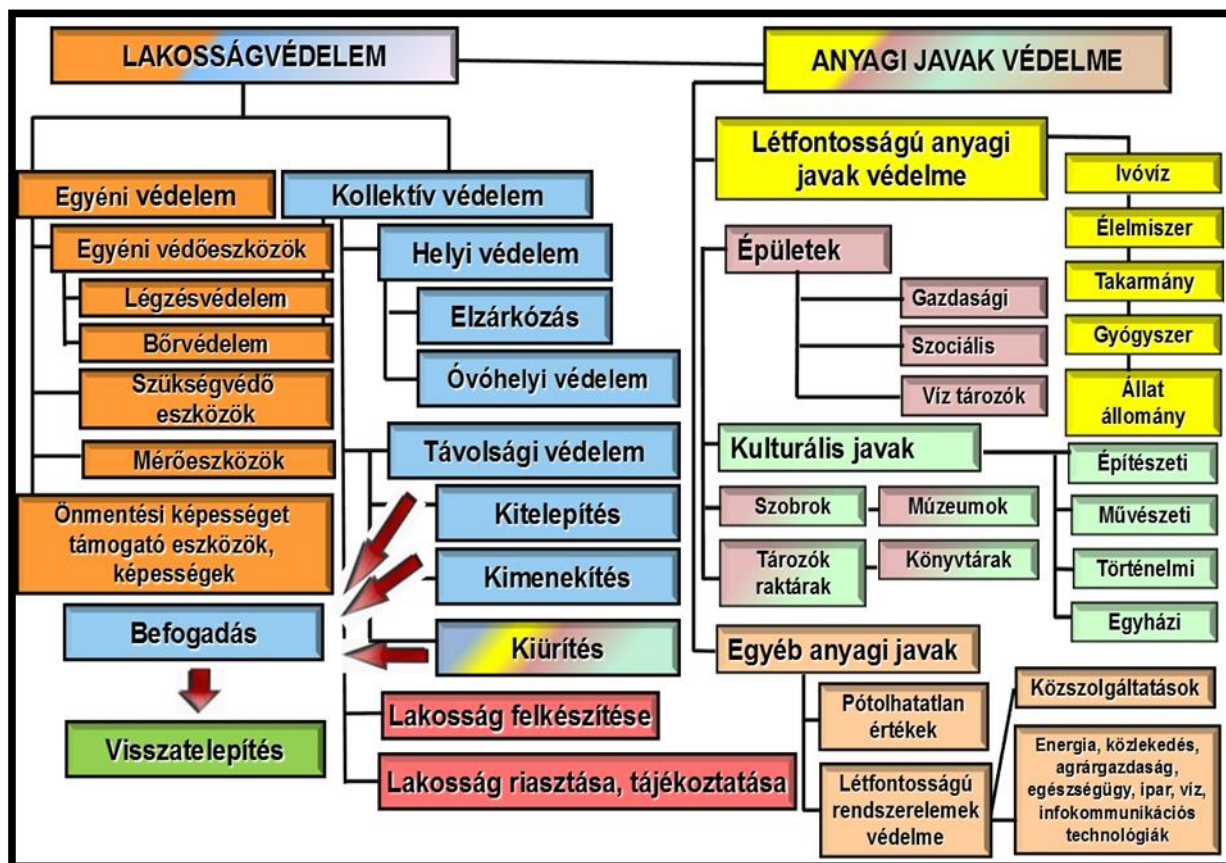 LAKOSSÁGVÉDELEM
Egyéni védelem
Egyéni védőeszközök
Légzésvédelem
Bőrvédelem
Szükségvédő
eszközök
Mérőeszközök
Önmentési képességet
támogató eszközök,
képességek
Befogadás
Visszatelepítés
Kollektív védelem
Helyi védelem
Elzárkózás
Óvóhelyi védelem
Távolsági védelem
Kitelepítés
Kimenekítés
Kiürítés
Lakosság felkészítése
Lakosság riasztása, tájékoztatása
ANYAGI JAVAK VÉDELME
Létfontosságú anyagi
javak védelme
Ivóvíz
Élelmiszer
Takarmány
Gyógyszer
Állat
állomány
Épületek
Gazdasági
Szociális
Víz tározók
Kulturális javak
Építészeti
Művészeti
Történelmi
Egyházi
Szobrok
Múzeumok
Tározók
raktárak
Könyvtárak
Egyéb anyagi javak
Pótolhatatlan
értékek
Létfontosságú
rendszerelemek
védelme
Közszolgáltatások
Energia, közlekedés,
agrárgazdaság,
egészségügy, ipar, víz,
infokommunikációs
technológiák